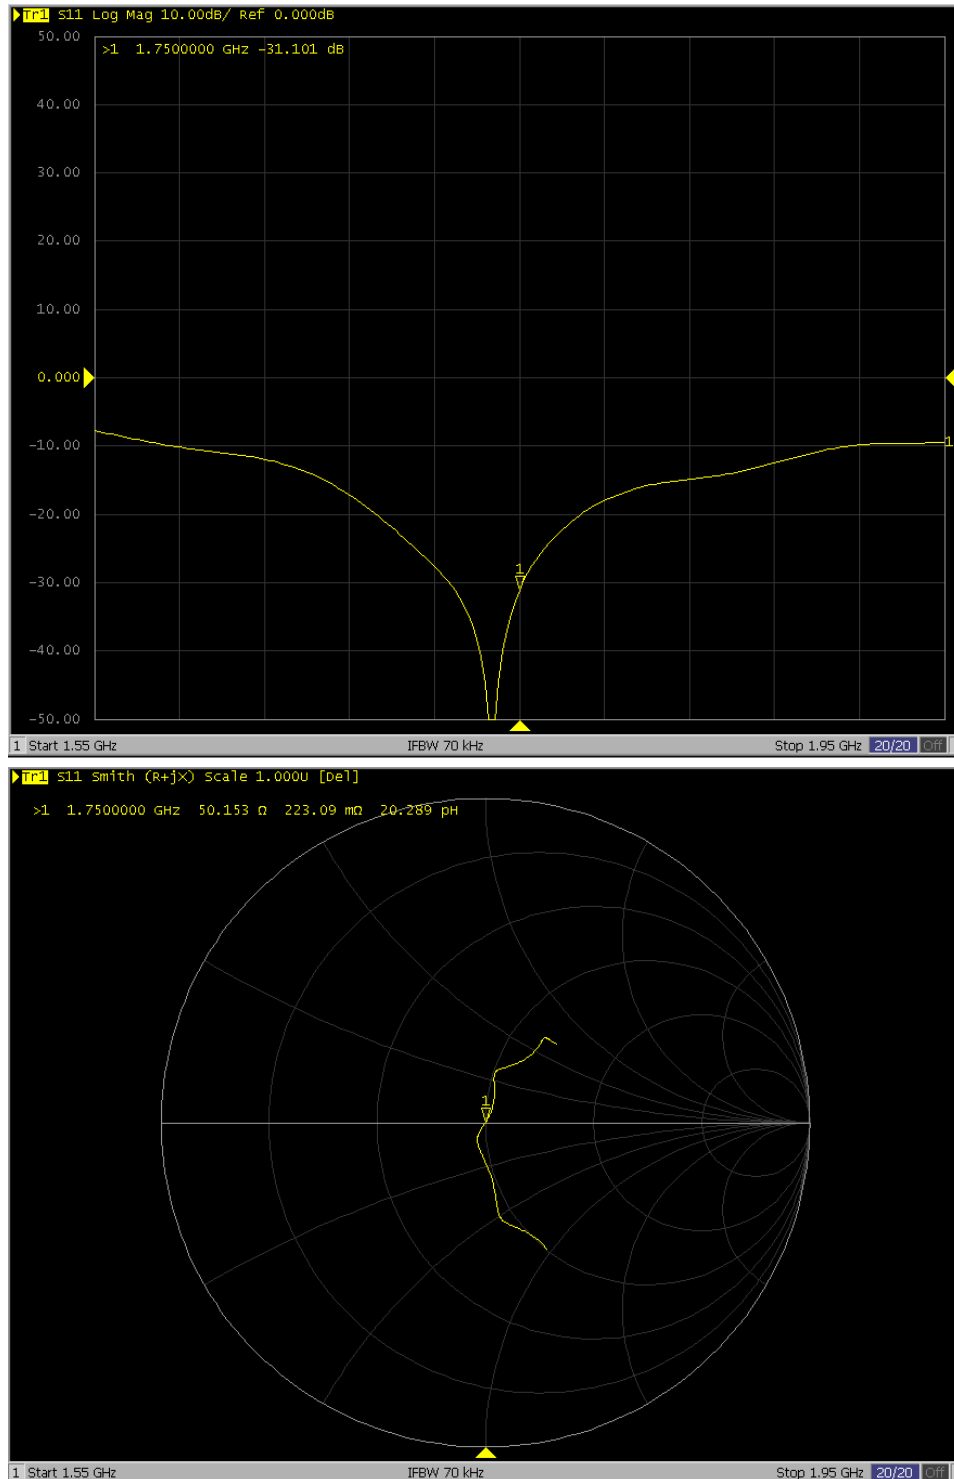 Tr1 S11 Log Mag 10.00dB/ Ref 0.000dB
50.00
>1 1.7500000 GHz -31.101 dB
40.00
30.00
20.00
10.00
0.000
-10.00
1
-20.00
1
-30.00
-40.00
-50.00
1 Start 1.55 GHz IFBW 70 kHz Stop 1.95 GHz 20/20 Off
Tr1 S11 Smith (R+jX) Scale 1.000U [Del]
>1 1.7500000 GHz 50.153 Ω 223.09 mΩ 20.289 pH
1
1 Start 1.55 GHz IFBW 70 kHz Stop 1.95 GHz 20/20 Off